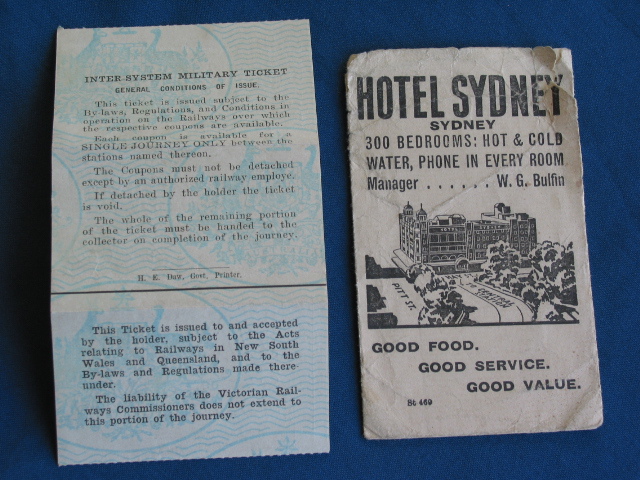 INTER-SYSTEM MILITARY TICKET
GENERAL CONDITIONS OF ISSUE.
This ticket is issued subject to the
By-laws, Regulations, and Conditions in
operation on the Railways over which
the respective coupons are available.
Each coupon is available for a
SINGLE JOURNEY ONLY between the
stations named thereon.
The Coupons must not be detached
except by an authorized railway employe.
If detached by the holder the ticket
is void.
The whole of the remaining portion
of the ticket must be handed to the
collector on completion of the journey.
H. E. Daw, Govt. Printer.
This Ticket is issued to and accepted
by the holder, subject to the Acts
relating to Railways in New South
Wales and Queensland, and to the
By-laws and Regulations made there-
under.
The liability of the Victorian Rail-
ways Commissioners does not extend to
this portion of the journey.
HOTEL SYDNEY
SYDNEY
300 BEDROOMS: HOT & COLD
WATER, PHONE IN EVERY ROOM
Manager . . . . . . W. G. Bulfin
HOTEL
PITT ST.
TO CENTRAL
STATION
GOOD FOOD.
GOOD SERVICE.
GOOD VALUE.
Bt 469